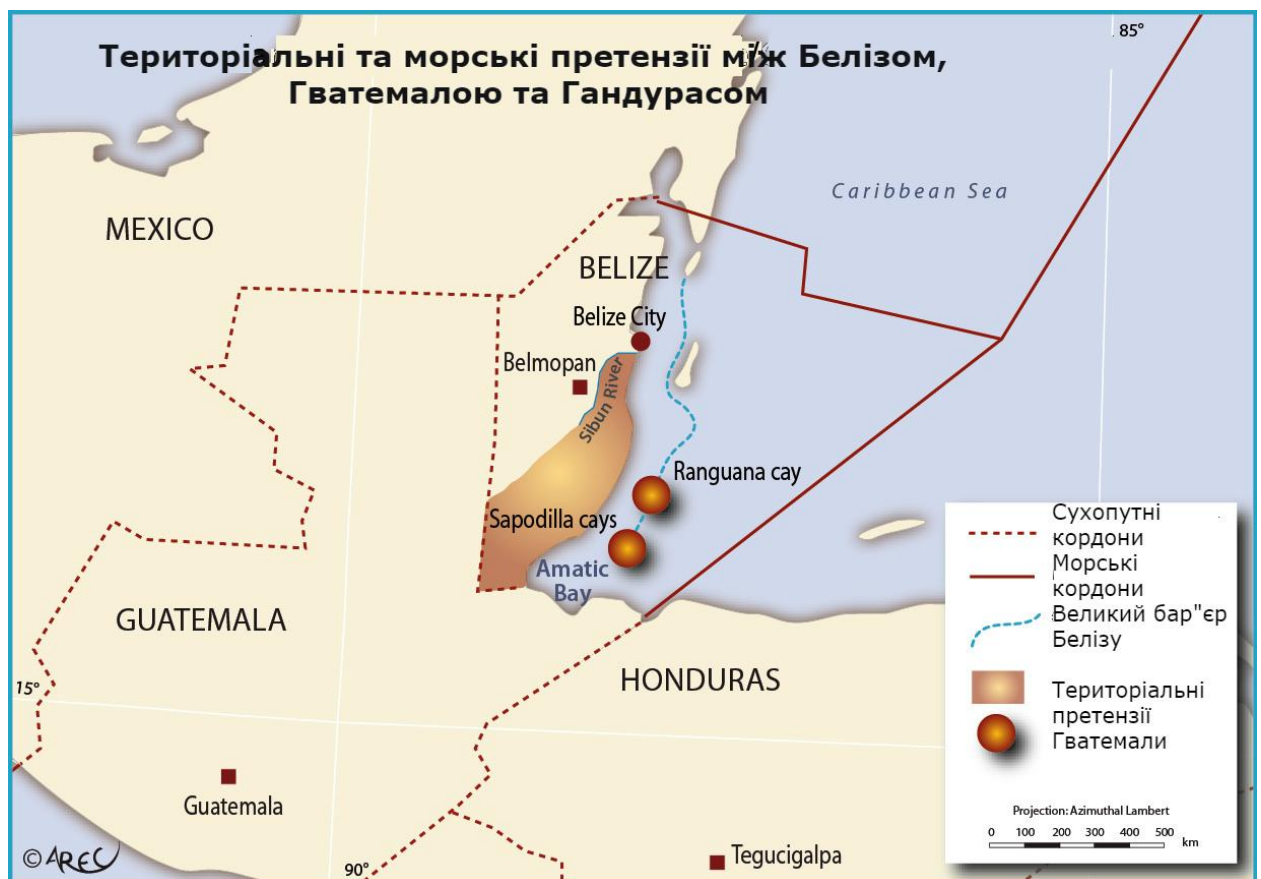 Територіальні та морські претензії між Белізом,
Гватемалою та Гандурасом
85°
Caribbean Sea
MEXICO
BELIZE
Belize City
Belmopan
Sibun River
Ranguana cay
Sapodilla cays
Amatic
Bay
GUATEMALA
HONDURAS
15°
Guatemala
90°
Tegucigalpa
Сухопутні
кордони
Морські
кордони
Великий бар"єр
Белізу
Територіальні
претензії
Гватемали
Projection: Azimuthal Lambert
0 100 200 300 400 500
km
© AREC